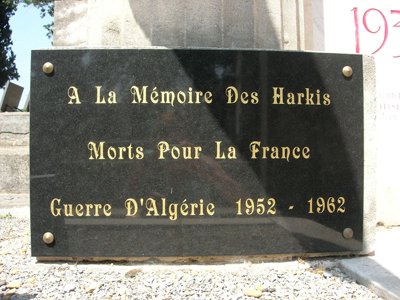 A La Mémoire Des Harkis
Morts Pour La France
Guerre D'Algérie 1952 - 1962